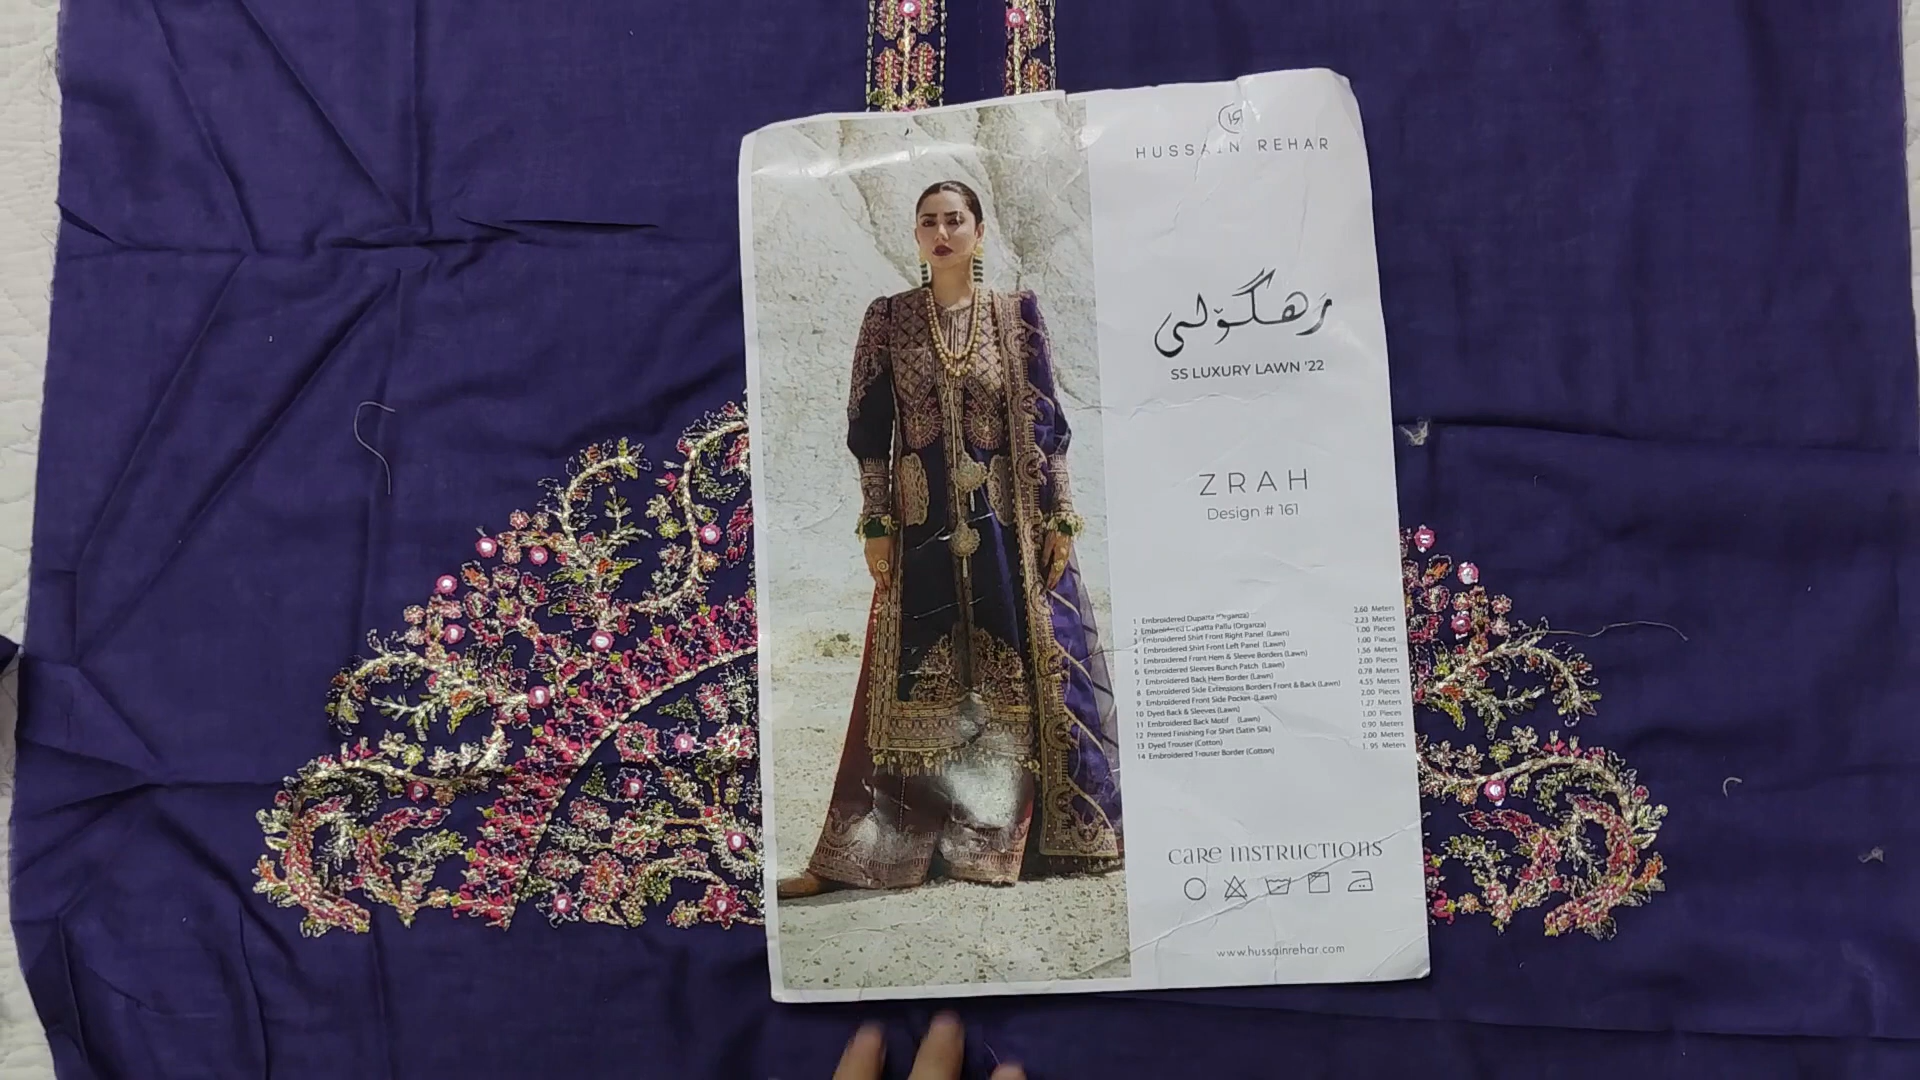 HUSSAIN REHAR
رهگولی
SS LUXURY LAWN '22
ZRAH
Design # 161
1 Embroidered Dupatta (Organza) 2.60 Meters
2 Embroidered Dupatta Pallu (Organza) 2.23 Meters
3 Embroidered Shirt Front Right Panel (Lawn) 1.00 Pieces
4 Embroidered Shirt Front Left Panel (Lawn) 1.00 Pieces
5 Embroidered Front Hem & Sleeve Borders (Lawn) 1.56 Meters
6 Embroidered Sleeves Bunch Patch (Lawn) 2.00 Pieces
7 Embroidered Back Hem Border (Lawn) 0.78 Meters
8 Embroidered Side Extensions Borders Front & Back (Lawn) 4.55 Meters
9 Embroidered Front Side Pocket (Lawn) 2.00 Pieces
10 Dyed Back & Sleeves (Lawn) 1.27 Meters
11 Embroidered Back Motif (Lawn) 1.00 Pieces
12 Printed Finishing For Shirt (Satin Silk) 0.90 Meters
13 Dyed Trouser (Cotton) 2.00 Meters
14 Embroidered Trouser Border (Cotton) 1.95 Meters
CARE INSTRUCTIONS
www.hussainrehar.com